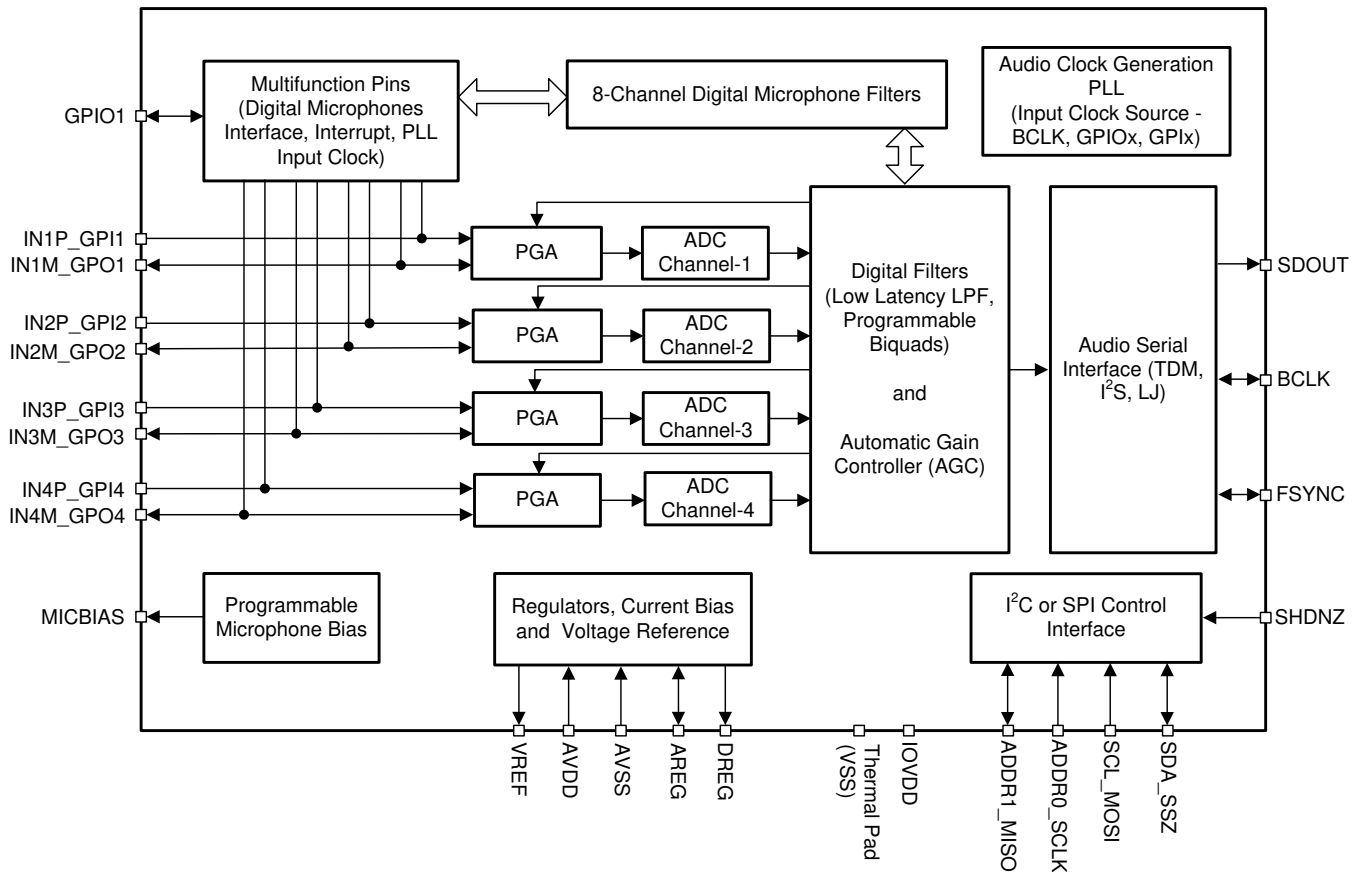 Multifunction Pins
(Digital Microphones
Interface, Interrupt, PLL
Input Clock)
8-Channel Digital Microphone Filters
Audio Clock Generation
PLL
(Input Clock Source -
BCLK, GPIOx, GPIx)
GPIO1
IN1P_GPI1
IN1M_GPO1
IN2P_GPI2
IN2M_GPO2
IN3P_GPI3
IN3M_GPO3
IN4P_GPI4
IN4M_GPO4
PGA
ADC
Channel-1
PGA
ADC
Channel-2
PGA
ADC
Channel-3
PGA
ADC
Channel-4
Digital Filters
(Low Latency LPF,
Programmable
Biquads)
and
Automatic Gain
Controller (AGC)
Audio Serial
Interface (TDM,
I²S, LJ)
SDOUT
BCLK
FSYNC
MICBIAS
Programmable
Microphone Bias
Regulators, Current Bias
and Voltage Reference
I²C or SPI Control
Interface
SHDNZ
VREF
AVDD
AVSS
AREG
DREG
Thermal Pad
(VSS)
IOVDD
ADDR1_MISO
ADDR0_SCLK
SCL_MOSI
SDA_SSZ